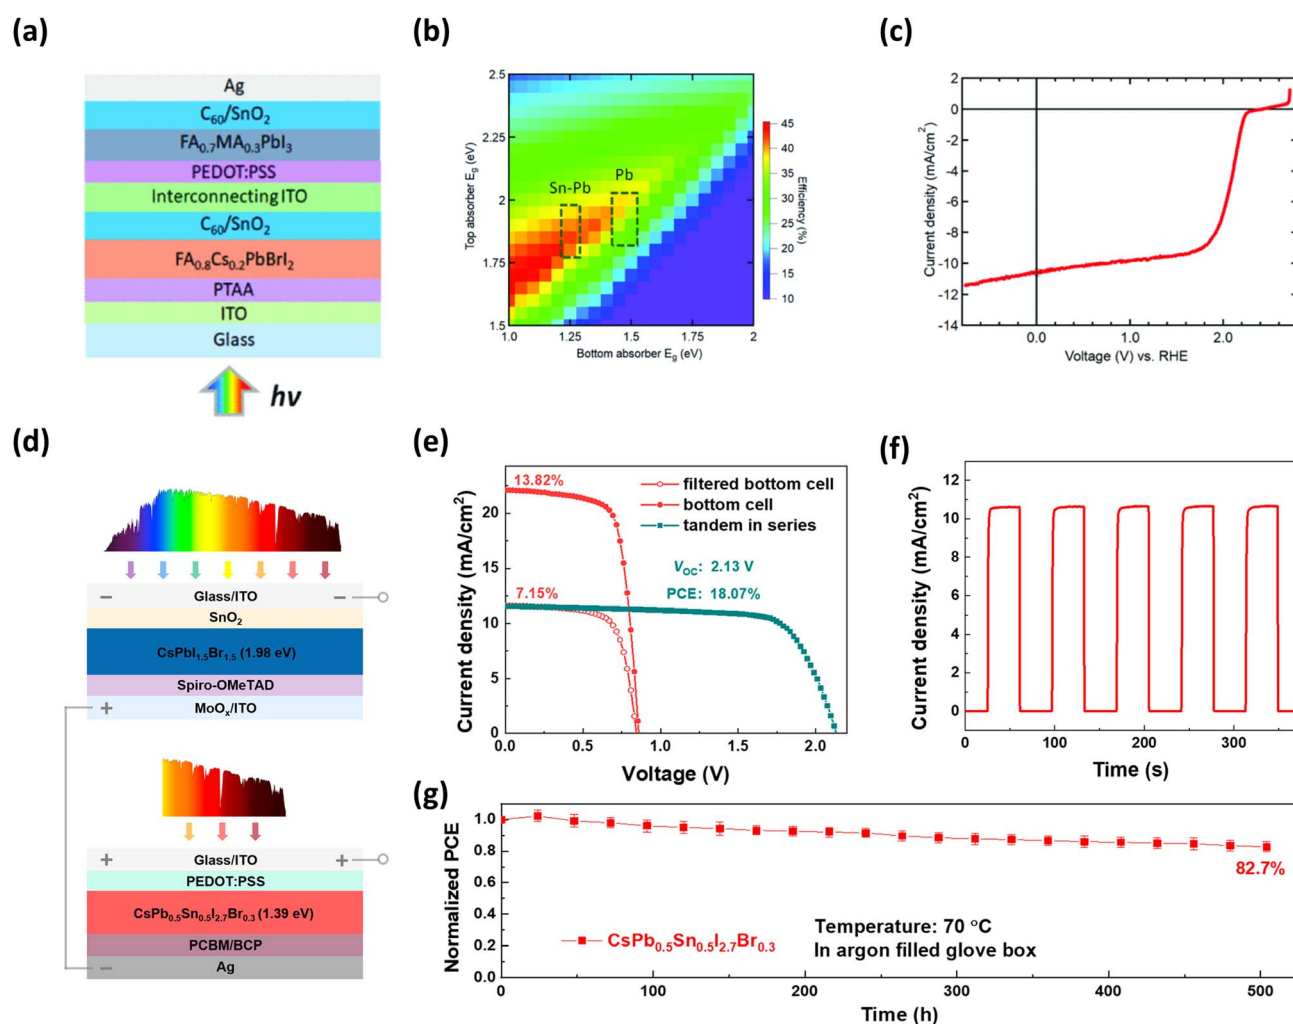 (a)
Ag
C₆₀/SnO₂
FA₀.₇MA₀.₃PbI₃
PEDOT:PSS
Interconnecting ITO
C₆₀/SnO₂
FA₀.₈Cs₀.₂PbBrI₂
PTAA
ITO
Glass
hν
(b)
2.5
2.25
2
1.75
1.5
Top absorber E_g (eV)
Sn-Pb
Pb
1.0
1.25
1.5
1.75
2
Bottom absorber E_g (eV)
45
40
35
30
25
20
15
10
Efficiency (%)
(c)
2
0
-2
-4
-6
-8
-10
-12
-14
Current density (mA/cm²)
0.0
1.0
2.0
Voltage (V) vs. RHE
(d)
− Glass/ITO −
SnO₂
CsPbI₁.₅Br₁.₅ (1.98 eV)
Spiro-OMeTAD
+ MoOₓ/ITO
+ Glass/ITO +
PEDOT:PSS
CsPb₀.₅Sn₀.₅I₂.₇Br₀.₃ (1.39 eV)
PCBM/BCP
− Ag
(e)
Current density (mA/cm²)
20
15
10
5
0
13.82%
7.15%
filtered bottom cell
bottom cell
tandem in series
V_OC: 2.13 V
PCE: 18.07%
0.0
0.5
1.0
1.5
2.0
Voltage (V)
(f)
Current density (mA/cm²)
12
10
8
6
4
2
0
0
100
200
300
Time (s)
(g)
Normalized PCE
1.0
0.8
0.6
0.4
0.2
0.0
82.7%
CsPb₀.₅Sn₀.₅I₂.₇Br₀.₃
Temperature: 70 °C
In argon filled glove box
0
100
200
300
400
500
Time (h)